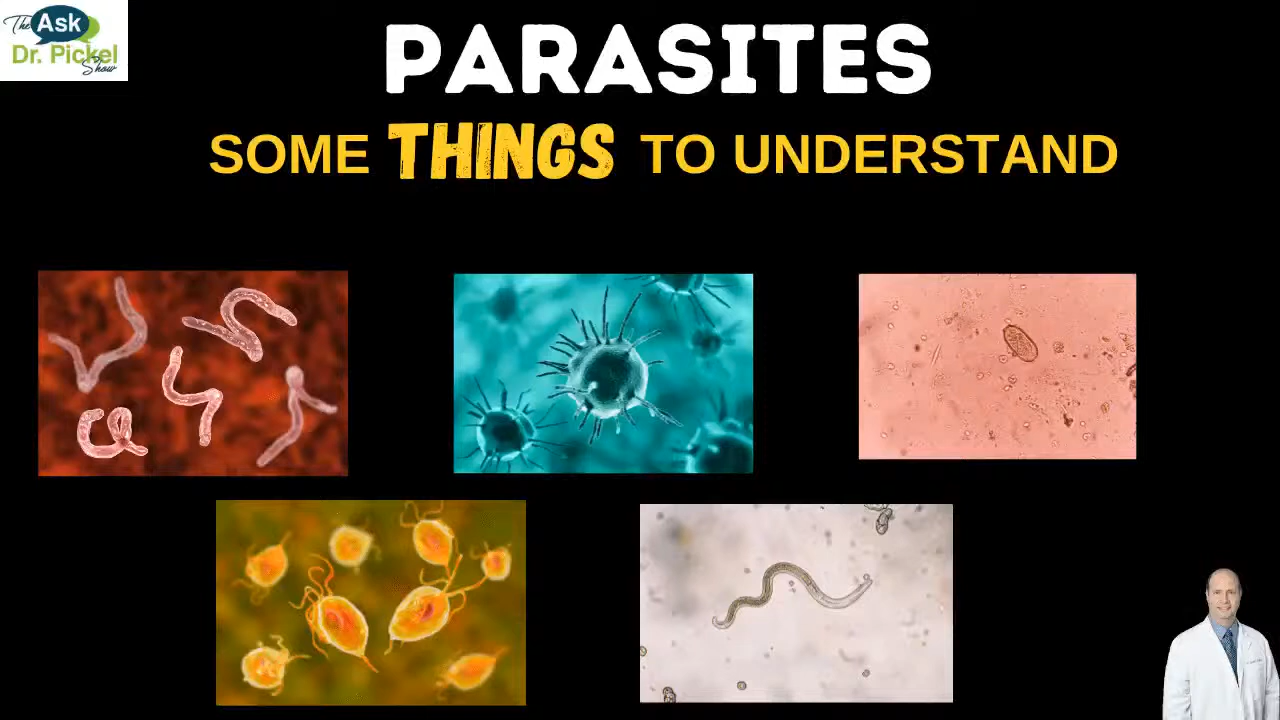 The Ask
Dr. Pickel
Show
PARASITES
SOME THINGS TO UNDERSTAND